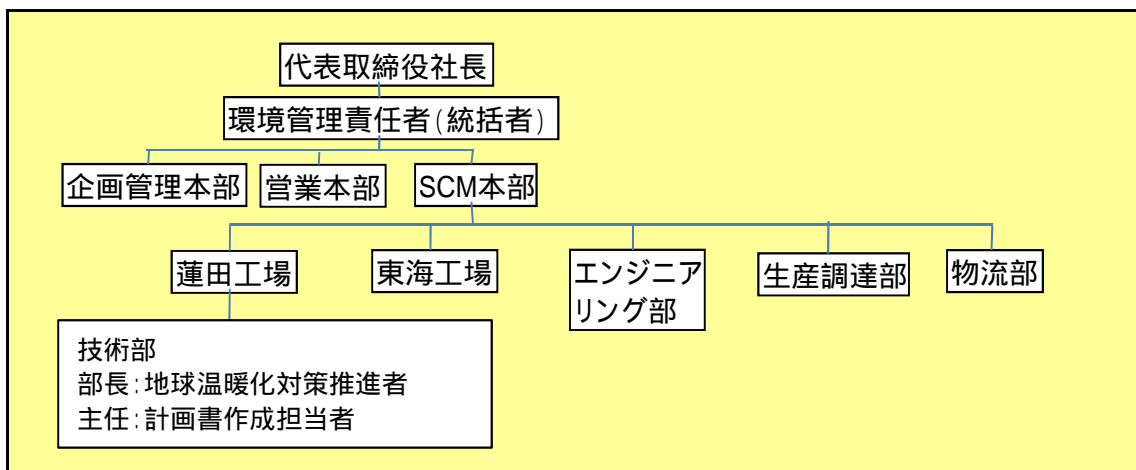 代表取締役社長
環境管理責任者(統括者)
企画管理本部
営業本部
SCM本部
蓮田工場
東海工場
エンジニア
リング部
生産調達部
物流部
技術部
部長:地球温暖化対策推進者
主任:計画書作成担当者